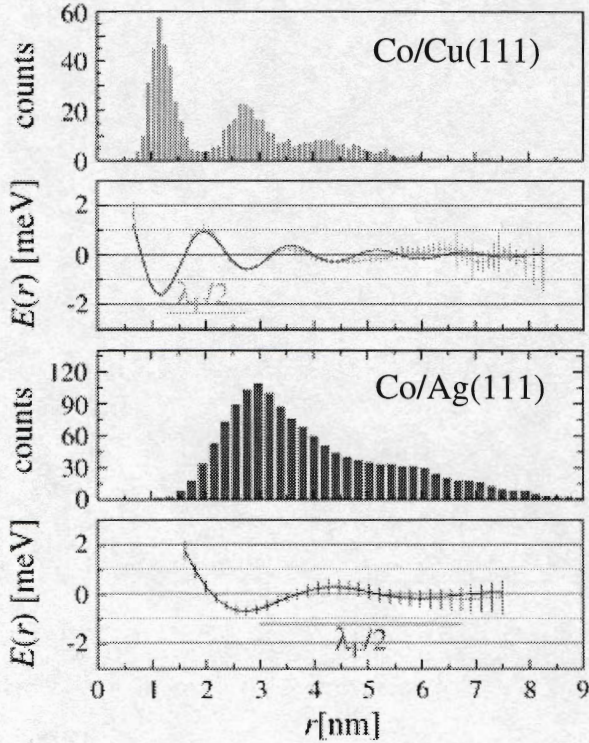 60
40
20
0
counts
Co/Cu(111)
2
0
-2
E(r) [meV]
λF/2
120
90
60
30
0
counts
Co/Ag(111)
2
0
-2
E(r) [meV]
λF/2
0 1 2 3 4 5 6 7 8 9
r[nm]